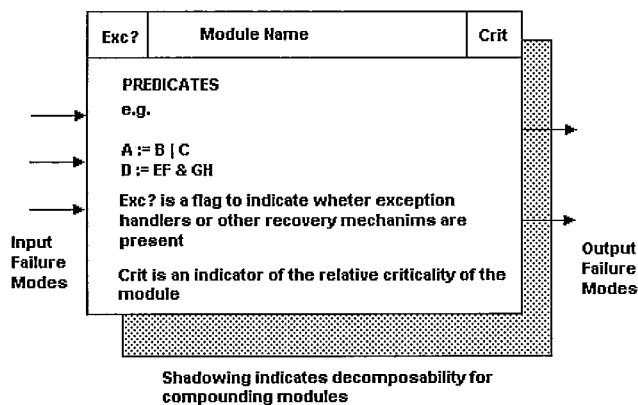 Exc? Module Name Crit
PREDICATES
e.g.
A := B | C
D := EF & GH
Exc? is a flag to indicate wheter exception
handlers or other recovery mechanims are
present
Crit is an indicator of the relative criticality of the
module
Input
Failure
Modes
Output
Failure
Modes
Shadowing indicates decomposability for
compounding modules